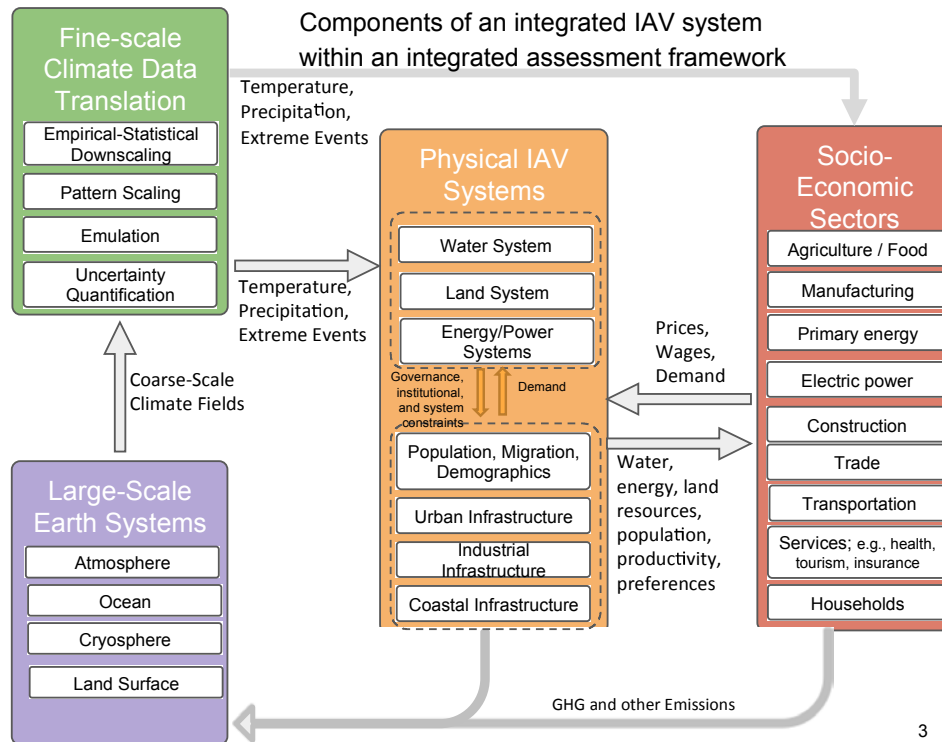 Components of an integrated IAV system
within an integrated assessment framework
Fine-scale
Climate Data
Translation
Empirical-Statistical
Downscaling
Pattern Scaling
Emulation
Uncertainty
Quantification
Temperature,
Precipitation,
Extreme Events
Temperature,
Precipitation,
Extreme Events
Coarse-Scale
Climate Fields
Large-Scale
Earth Systems
Atmosphere
Ocean
Cryosphere
Land Surface
Physical IAV
Systems
Water System
Land System
Energy/Power
Systems
Governance,
institutional,
and system
constraints
Demand
Population, Migration,
Demographics
Urban Infrastructure
Industrial
Infrastructure
Coastal Infrastructure
Prices,
Wages,
Demand
Water,
energy, land
resources,
population,
productivity,
preferences
Socio-
Economic
Sectors
Agriculture / Food
Manufacturing
Primary energy
Electric power
Construction
Trade
Transportation
Services; e.g., health,
tourism, insurance
Households
GHG and other Emissions
3